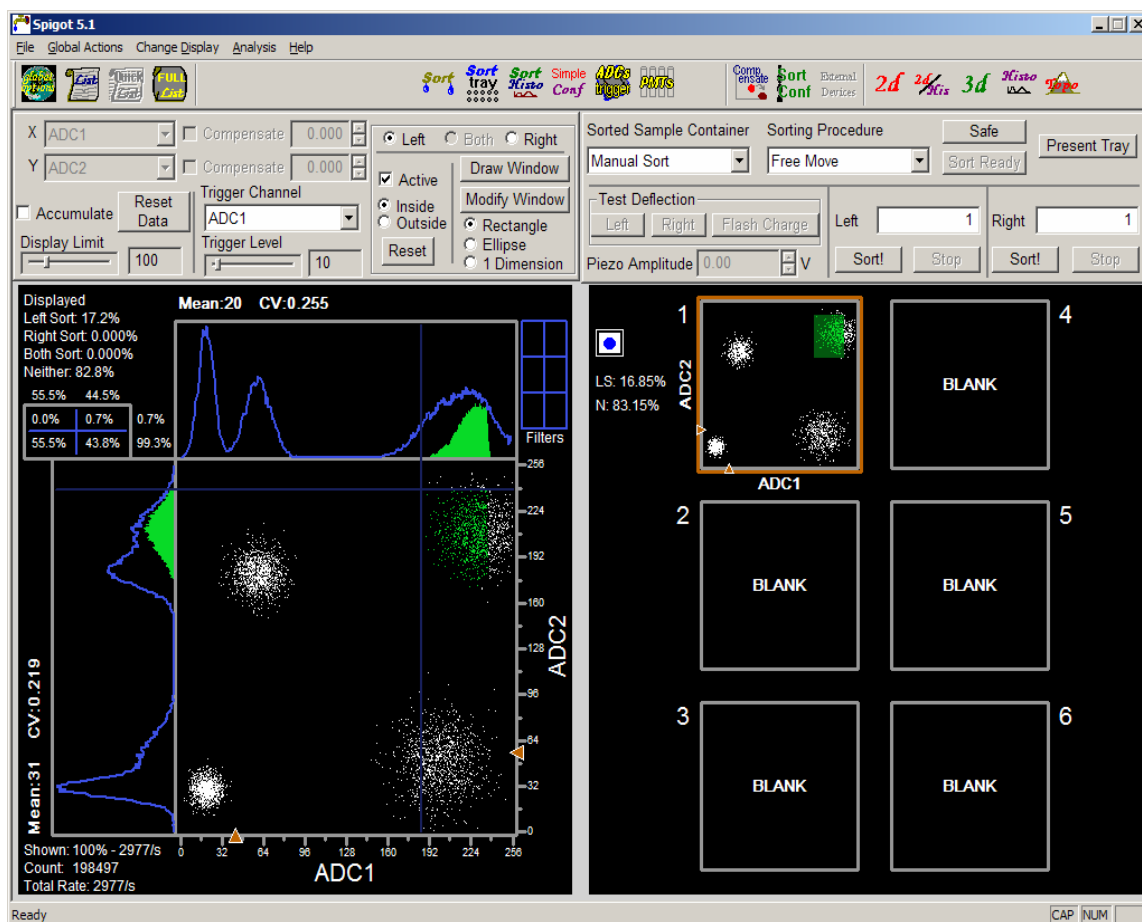 Spigot 5.1
File Global Actions Change Display Analysis Help
global options
List
Quick List
FULL List
Sort
Sort tray
Sort Histo
Simple Conf
ADCs trigger
PMTs
Compensate
Sort Conf
External Devices
2d
2d/His
3d
Histo
Topo
X ADC1 Compensate 0.000
Y ADC2 Compensate 0.000
Accumulate
Reset Data
Trigger Channel
ADC1
Display Limit
100
Trigger Level
10
Left Both Right
Active
Inside
Outside
Reset
Draw Window
Modify Window
Rectangle
Ellipse
1 Dimension
Sorted Sample Container
Manual Sort
Sorting Procedure
Free Move
Safe
Sort Ready
Present Tray
Test Deflection
Left Right Flash Charge
Piezo Amplitude 0.00 V
Left 1
Sort! Stop
Right 1
Sort! Stop
Displayed
Left Sort: 17.2%
Right Sort: 0.000%
Both Sort: 0.000%
Neither: 82.8%
55.5% 44.5%
0.0% 0.7% 0.7%
55.5% 43.8% 99.3%
Mean:20 CV:0.255
Filters
256
224
192
160
128
96
64
32
0
ADC2
Mean:31 CV:0.219
0 32 64 96 128 160 192 224 256
ADC1
Shown: 100% - 2977/s
Count: 198497
Total Rate: 2977/s
LS: 16.85%
N: 83.15%
1
ADC2
ADC1
4
BLANK
2
BLANK
5
BLANK
3
BLANK
6
BLANK
Ready
CAP NUM